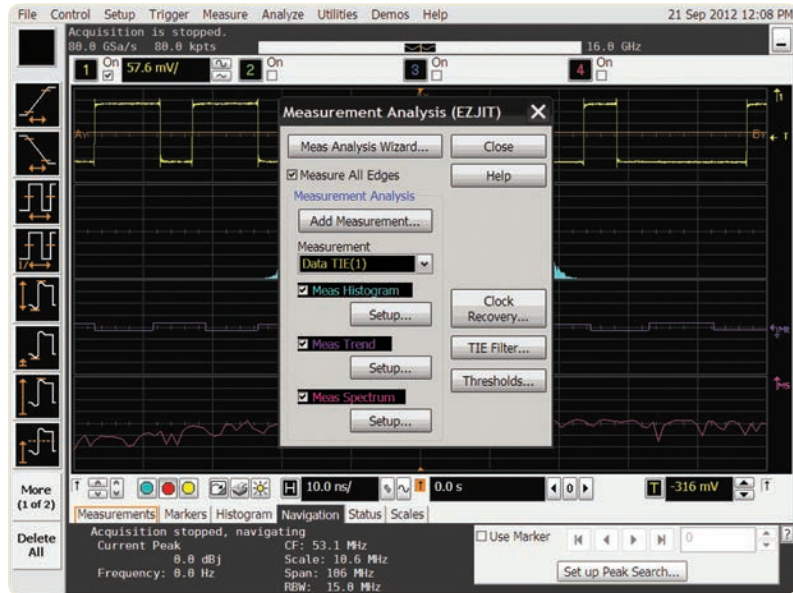 File Control Setup Trigger Measure Analyze Utilities Demos Help 21 Sep 2012 12:08 PM
Acquisition is stopped.
80.0 GSa/s 80.0 kpts 16.0 GHz
1 On 57.6 mV/ 2 On 3 On 4 On
Measurement Analysis (EZJIT)
Meas Analysis Wizard... Close
Measure All Edges Help
Measurement Analysis
Add Measurement...
Measurement
Data TIE(1)
Meas Histogram
Setup...
Clock
Recovery...
Meas Trend
TIE Filter...
Setup...
Thresholds...
Meas Spectrum
Setup...
More
(1 of 2)
H 10.0 ns/ 0.0 s 0 T -316 mV
Measurements Markers Histogram Navigation Status Scales
Delete
All
Acquisition stopped, navigating
Current Peak CF: 53.1 MHz
0.0 dBj Scale: 10.6 MHz
Frequency: 0.0 Hz Span: 106 MHz
RBW: 15.0 MHz
Use Marker 0 ?
Set up Peak Search...